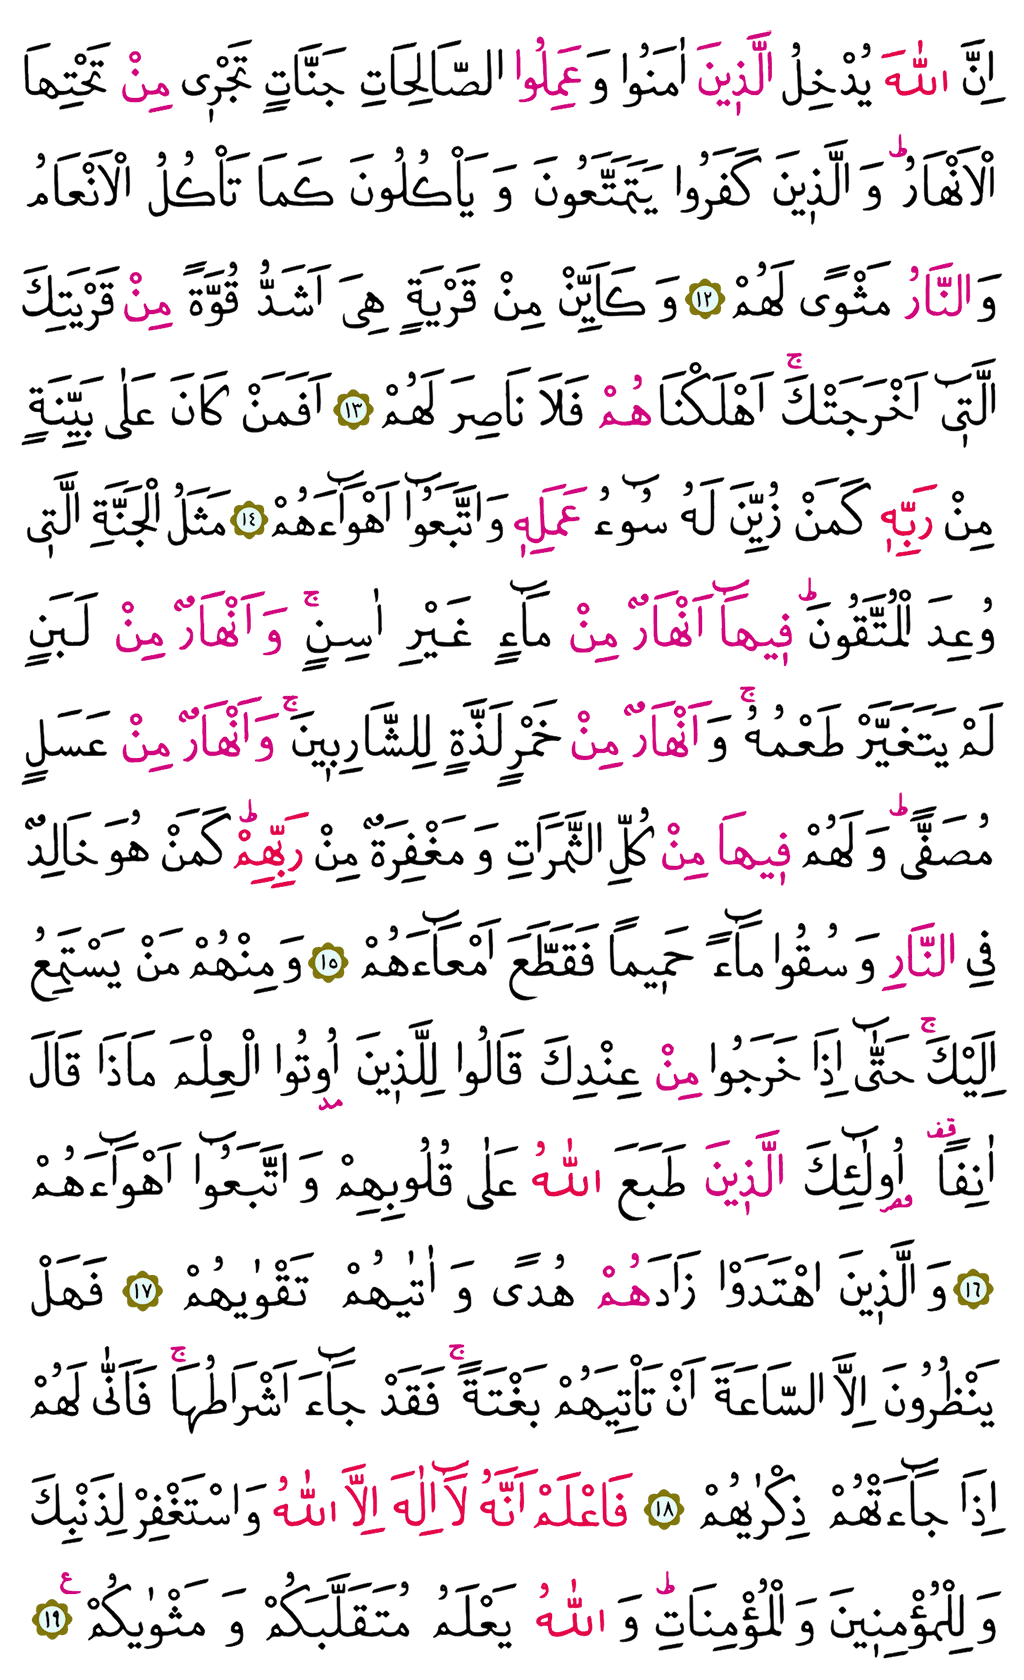 اِنَّ اللّٰهَ يُدْخِلُ الَّذ۪ينَ اٰمَنُوا وَعَمِلُوا الصَّالِحَاتِ جَنَّاتٍ تَجْر۪ى مِنْ تَحْتِهَا
الْاَنْهَارُۜ وَ الَّذ۪ينَ كَفَرُوا يَتَمَتَّعُونَ وَ يَأْكُلُونَ كَمَا تَأْكُلُ الْاَنْعَامُ
وَالنَّارُ مَثْوًى لَهُمْ ﴿١٢﴾ وَ كَاَيِّنْ مِنْ قَرْيَةٍ هِىَ اَشَدُّ قُوَّةً مِنْ قَرْيَتِكَ
الَّت۪ٓى اَخْرَجَتْكَۚ اَهْلَكْنَاهُمْ فَلَا نَاصِرَ لَهُمْ ﴿١٣﴾ اَفَمَنْ كَانَ عَلٰى بَيِّنَةٍ
مِنْ رَبِّه۪ كَمَنْ زُيِّنَ لَهُ سُٓوءُ عَمَلِه۪ وَاتَّبَعُٓوا اَهْوَٓاءَهُمْ ﴿١٤﴾ مَثَلُ الْجَنَّةِ الَّت۪ى
وُعِدَ الْمُتَّقُونَۜ ف۪يهَٓا اَنْهَارٌ مِنْ مَٓاءٍ غَيْرِ اٰسِنٍۚ وَ اَنْهَارٌ مِنْ لَبَنٍ
لَمْ يَتَغَيَّرْ طَعْمُهُۚ وَ اَنْهَارٌ مِنْ خَمْرٍ لَذَّةٍ لِلشَّارِب۪ينَۚ وَ اَنْهَارٌ مِنْ عَسَلٍ
مُصَفًّىۜ وَ لَهُمْ ف۪يهَا مِنْ كُلِّ الثَّمَرَاتِ وَ مَغْفِرَةٌ مِنْ رَبِّهِمْۜ كَمَنْ هُوَ خَالِدٌ
فِى النَّارِ وَ سُقُوا مَٓاءً حَم۪يمًا فَقَطَّعَ اَمْعَٓاءَهُمْ ﴿١٥﴾ وَ مِنْهُمْ مَنْ يَسْتَمِعُ
اِلَيْكَۚ حَتّٰٓى اِذَا خَرَجُوا مِنْ عِنْدِكَ قَالُوا لِلَّذ۪ينَ اُو۫تُوا الْعِلْمَ مَاذَا قَالَ
اٰنِفًا۠ اُو۬لٰٓئِكَ الَّذ۪ينَ طَبَعَ اللّٰهُ عَلٰى قُلُوبِهِمْ وَ اتَّبَعُٓوا اَهْوَٓاءَهُمْ
﴿١٦﴾ وَ الَّذ۪ينَ اهْتَدَوْا زَادَهُمْ هُدًى وَ اٰتٰيهُمْ تَقْوٰيهُمْ ﴿١٧﴾ فَهَلْ
يَنْظُرُونَ اِلَّا السَّاعَةَ اَنْ تَأْتِيَهُمْ بَغْتَةًۚ فَقَدْ جَٓاءَ اَشْرَاطُهَاۚ فَاَنّٰى لَهُمْ
اِذَا جَٓاءَتْهُمْ ذِكْرٰيهُمْ ﴿١٨﴾ فَاعْلَمْ اَنَّهُ لَٓا اِلٰهَ اِلَّا اللّٰهُ وَاسْتَغْفِرْ لِذَنْبِكَ
وَ لِلْمُؤْمِن۪ينَ وَ الْمُؤْمِنَاتِۜ وَ اللّٰهُ يَعْلَمُ مُتَقَلَّبَكُمْ وَ مَثْوٰيكُمْ ﴿١٩﴾ ع